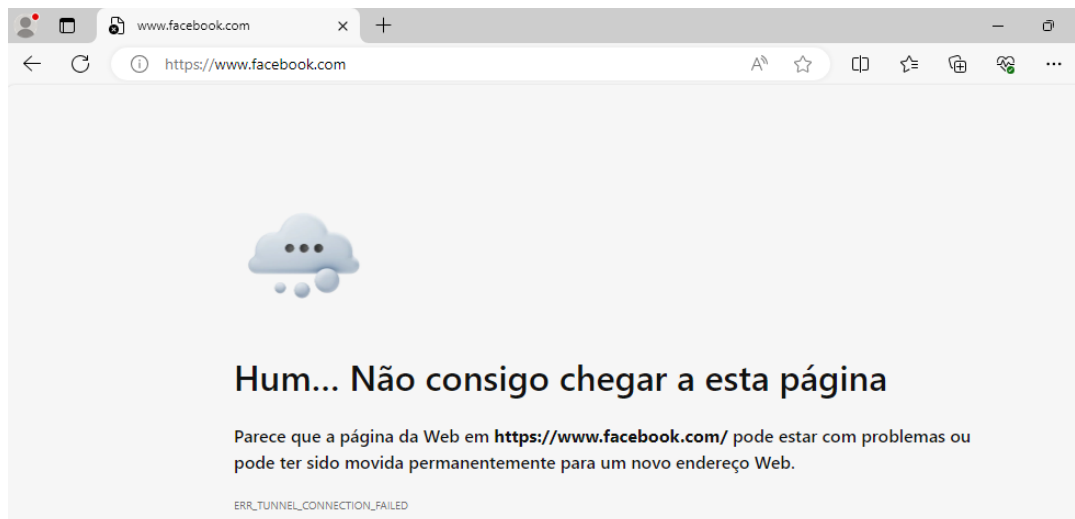 www.facebook.com
https://www.facebook.com
Hum... Não consigo chegar a esta página
Parece que a página da Web em https://www.facebook.com/ pode estar com problemas ou
pode ter sido movida permanentemente para um novo endereço Web.
ERR_TUNNEL_CONNECTION_FAILED